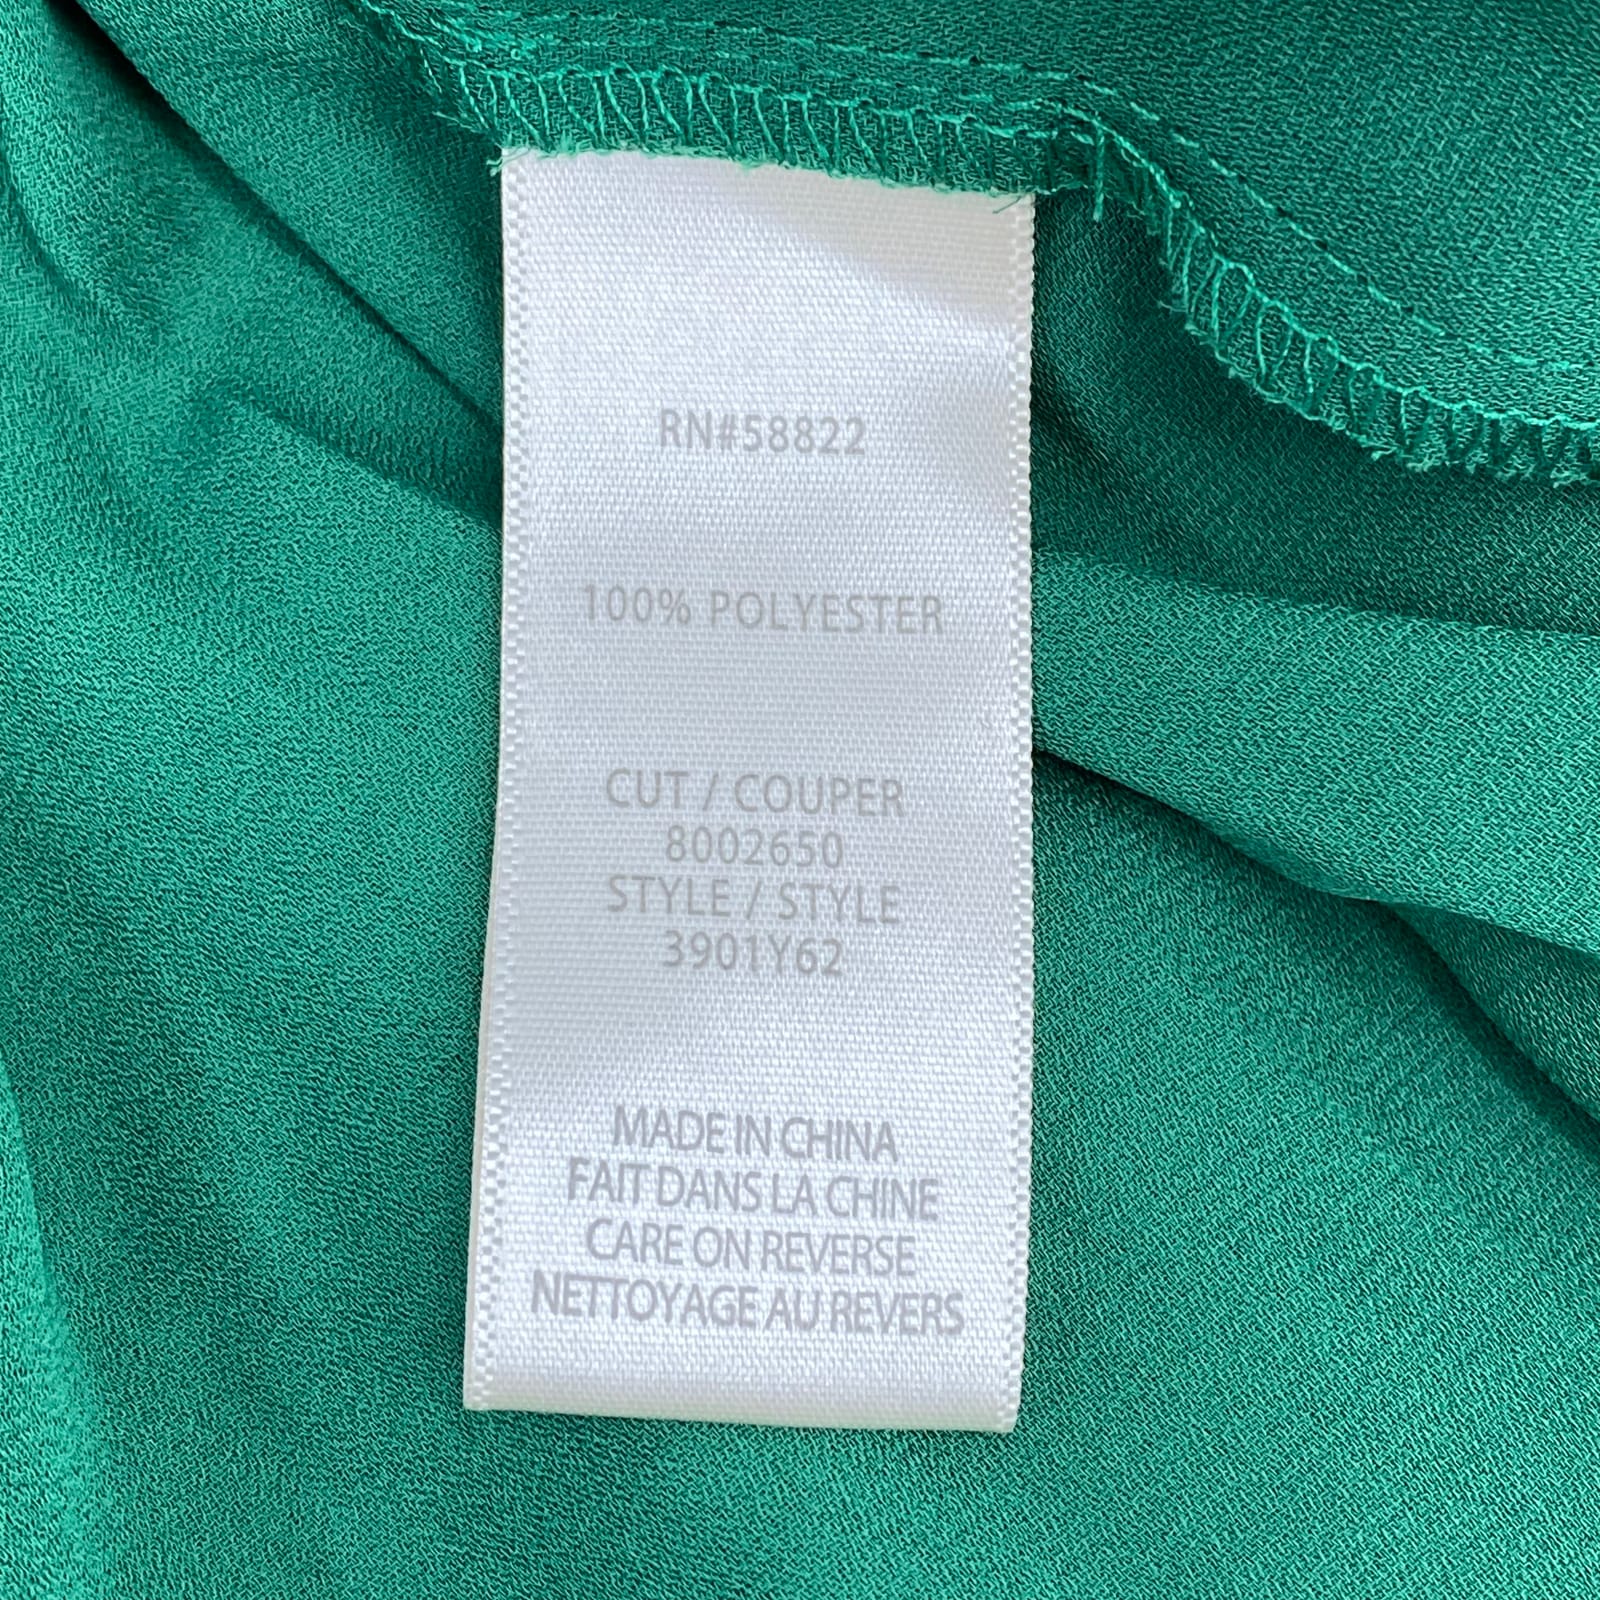 RN#58822
100% POLYESTER
CUT / COUPER
8002650
STYLE / STYLE
3901Y62
MADE IN CHINA
FAIT DANS LA CHINE
CARE ON REVERSE
NETTOYAGE AU REVERS